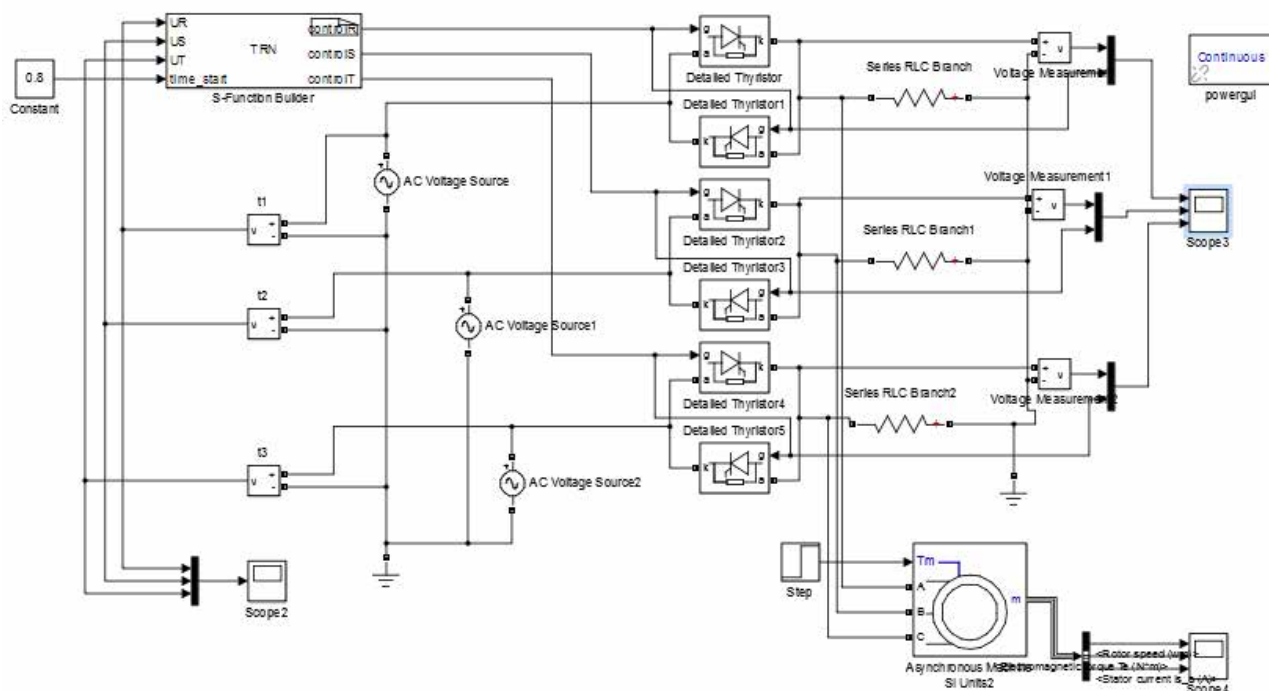 UR
US
UT
time_start
TRN
controlR
controlS
controlT
S-Function Builder
0.8
Constant
g
a
k
Detailed Thyristor
Detailed Thyristor1
k
g
a
Series RLC Branch
+
-
v
Voltage Measurement
Continuous
powergui
AC Voltage Source
t1
v
+
-
g
a
k
Detailed Thyristor2
Detailed Thyristor3
k
g
a
Series RLC Branch1
Voltage Measurement1
+
-
v
Scope3
t2
v
+
-
AC Voltage Source1
g
a
k
Detailed Thyristor4
Detailed Thyristor5
k
g
a
Series RLC Branch2
+
-
v
Voltage Measurement2
t3
v
+
-
AC Voltage Source2
Scope2
Step
Tm
A
B
C
m
Asynchronous Machine
SI Units2
<Rotor speed (wm)>
<Electromagnetic torque Te (N*m)>
<Stator current is_a (A)>
Scope4